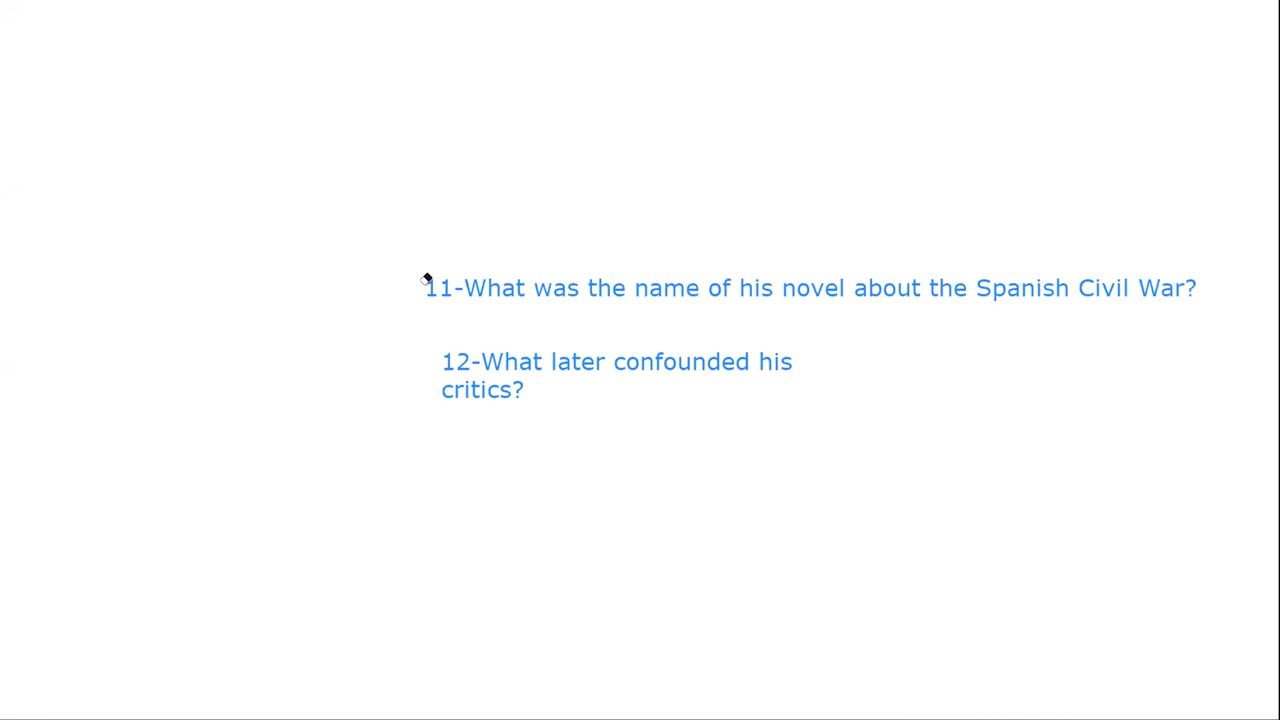 11-What was the name of his novel about the Spanish Civil War?
12-What later confounded his
critics?